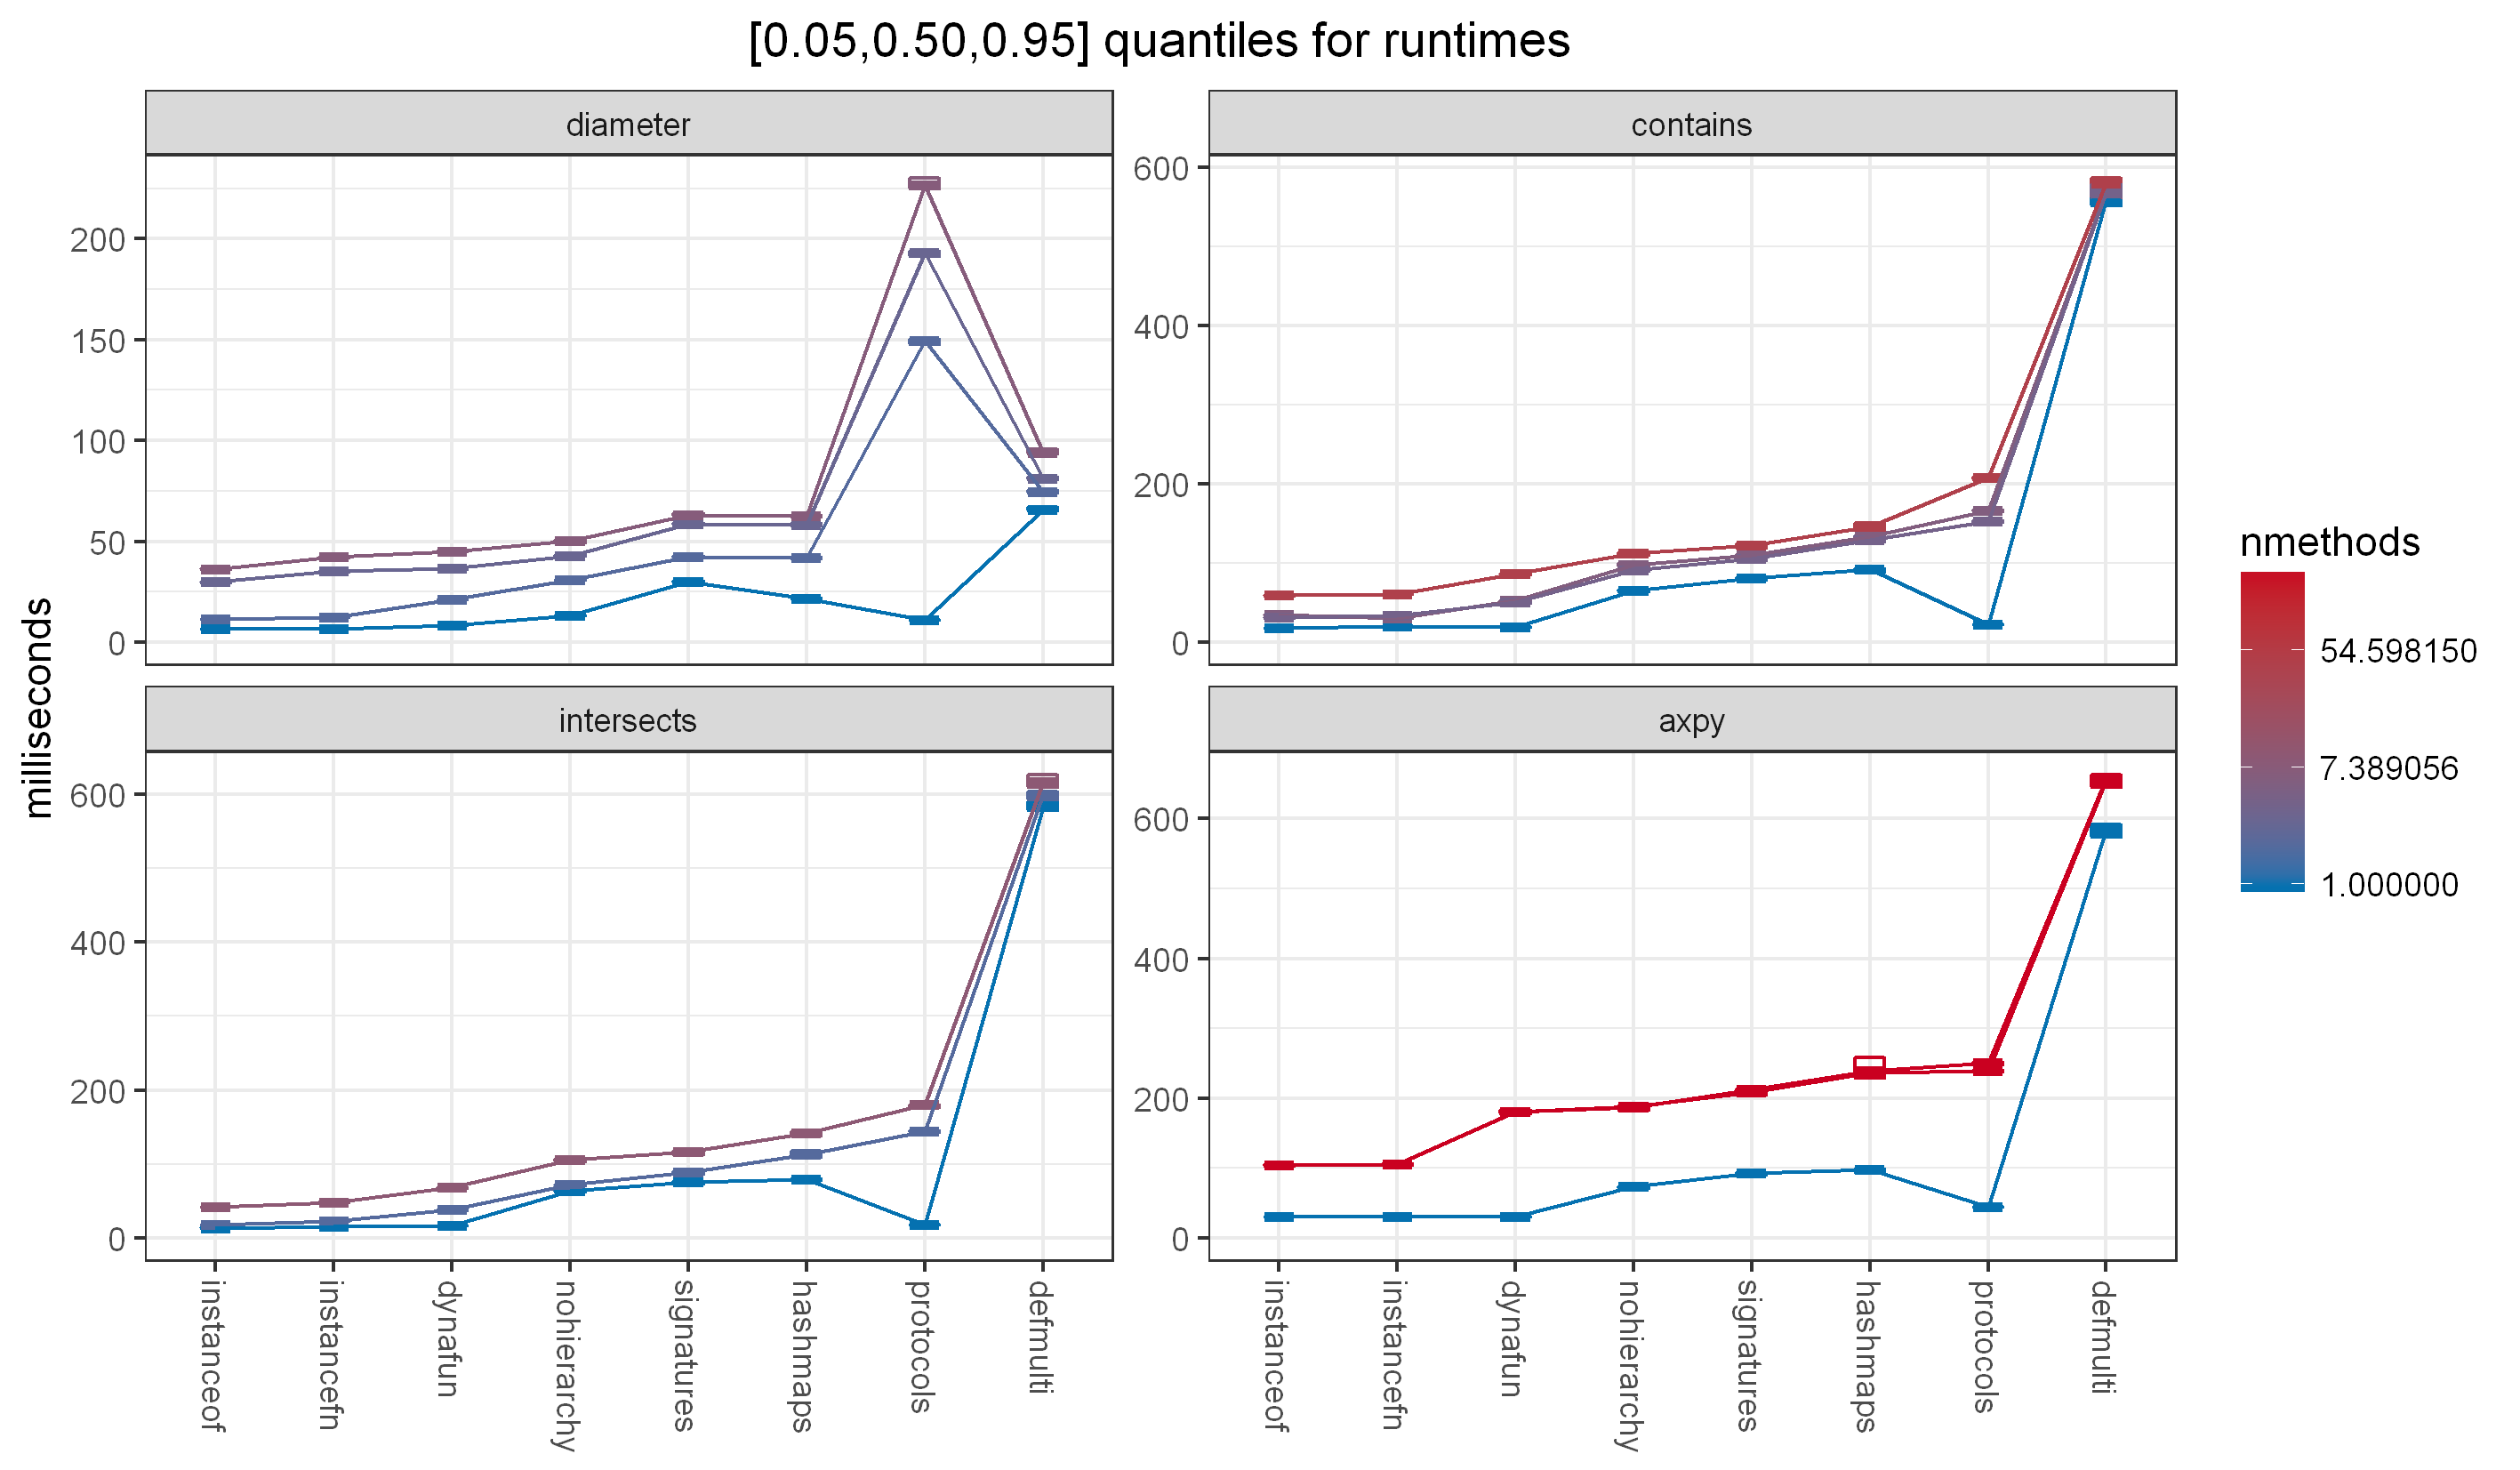 [0.05,0.50,0.95] quantiles for runtimes
milliseconds
diameter
200
150
100
50
0
contains
600
400
200
0
intersects
600
400
200
0
instanceof
instancefn
dynafun
nohierarchy
signatures
hashmaps
protocols
defmulti
axpy
600
400
200
0
instanceof
instancefn
dynafun
nohierarchy
signatures
hashmaps
protocols
defmulti
nmethods
54.598150
7.389056
1.000000